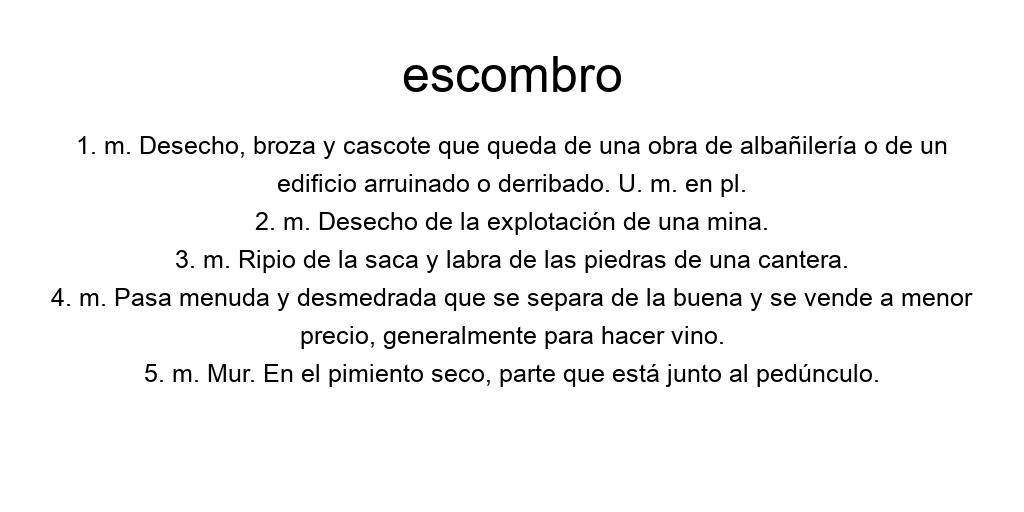 escombro
1. m. Desecho, broza y cascote que queda de una obra de albañilería o de un
edificio arruinado o derribado. U. m. en pl.
2. m. Desecho de la explotación de una mina.
3. m. Ripio de la saca y labra de las piedras de una cantera.
4. m. Pasa menuda y desmedrada que se separa de la buena y se vende a menor
precio, generalmente para hacer vino.
5. m. Mur. En el pimiento seco, parte que está junto al pedúnculo.